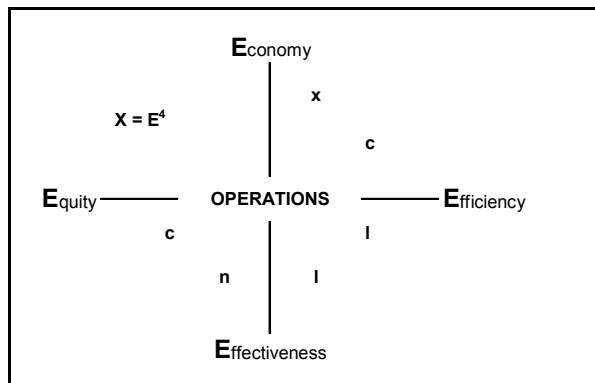 Economy
x
X = E⁴
c
Equity OPERATIONS Efficiency
c l
n l
Effectiveness